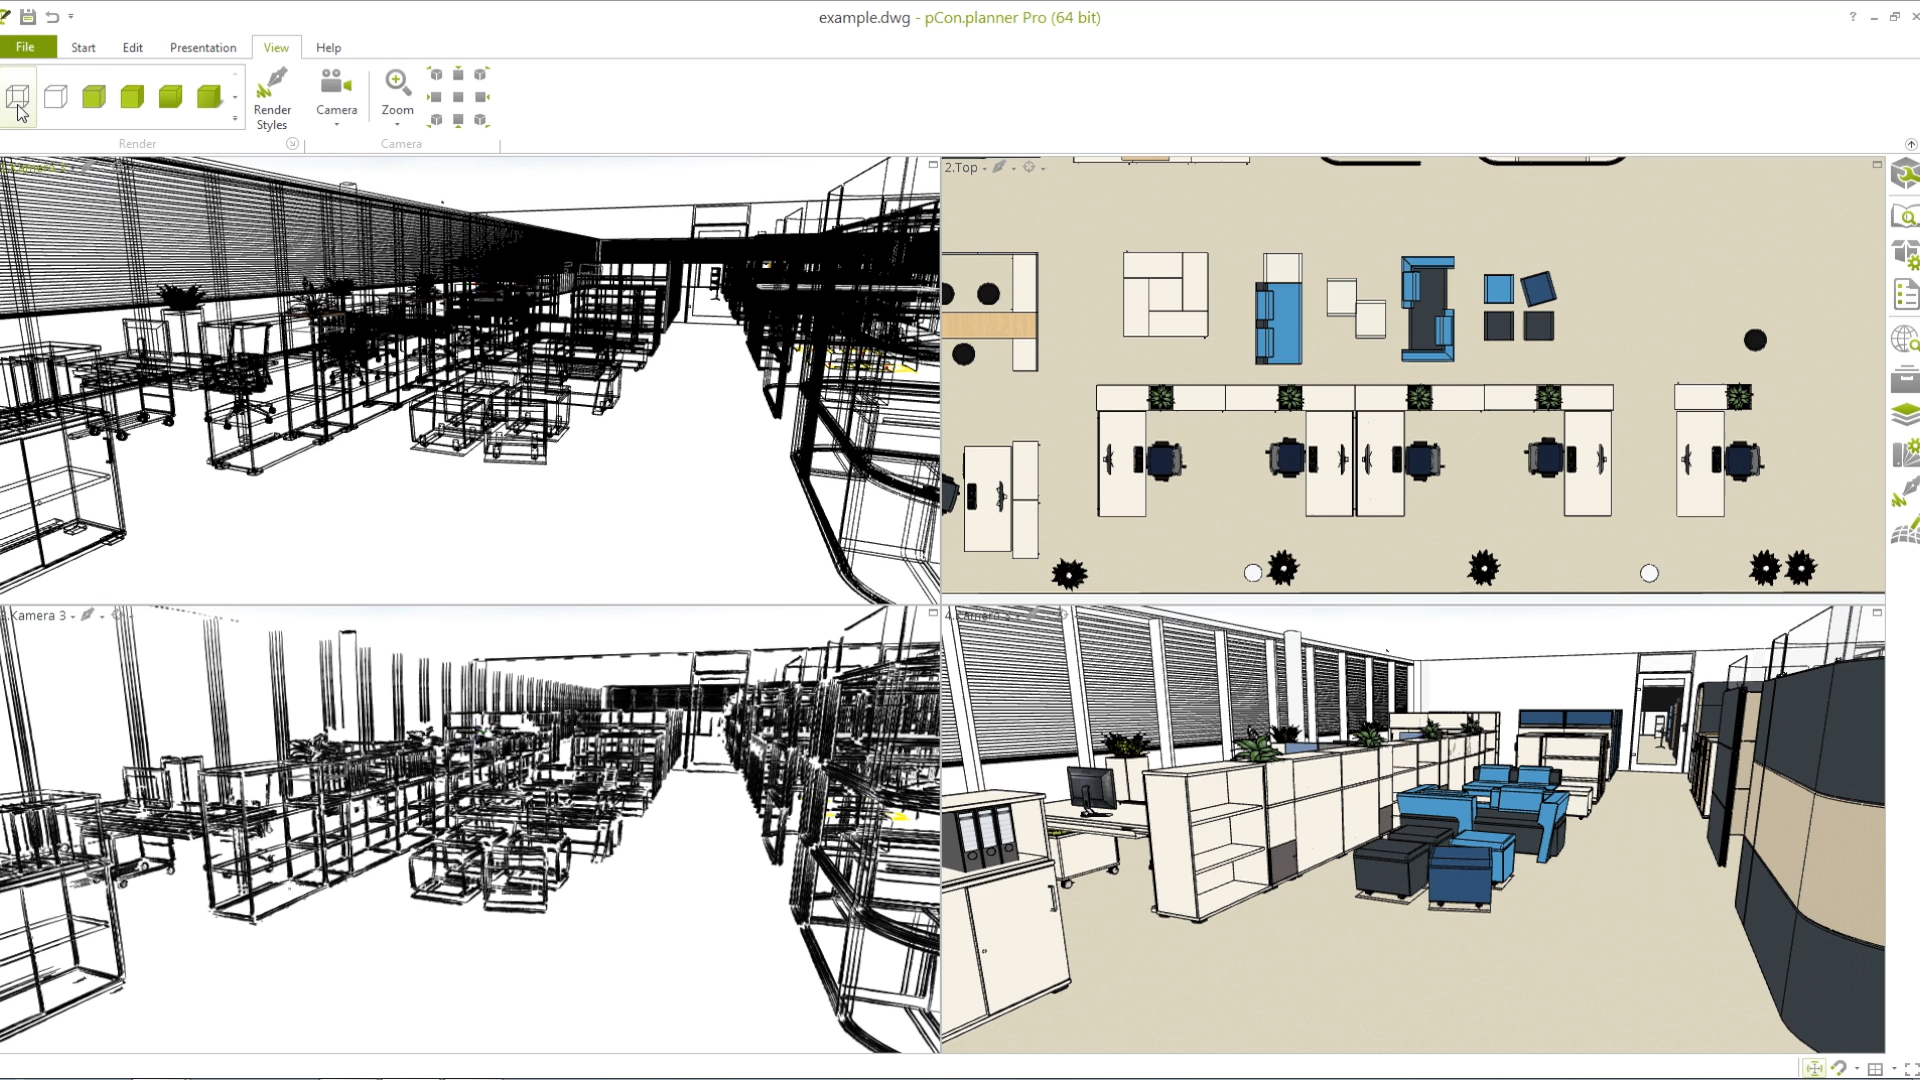 example.dwg - pCon.planner Pro (64 bit)
File Start Edit Presentation View Help
Render Styles
Camera
Zoom
Render
Camera
2.Top
Kamera 3